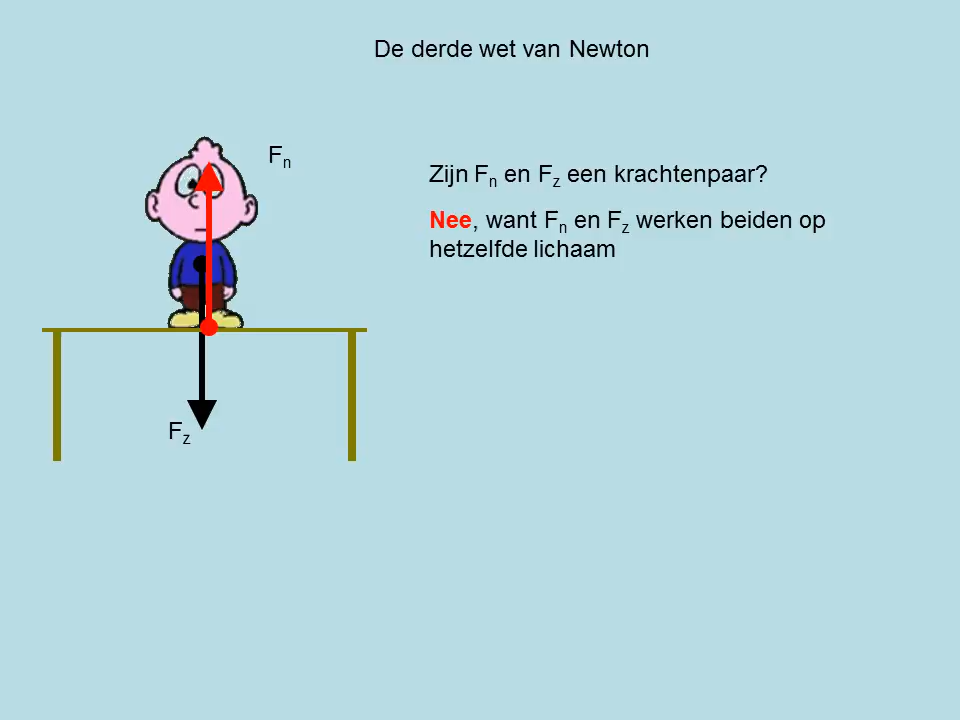 De derde wet van Newton
Fn
Zijn Fn en Fz een krachtenpaar?
Nee, want Fn en Fz werken beiden op
hetzelfde lichaam
Fz